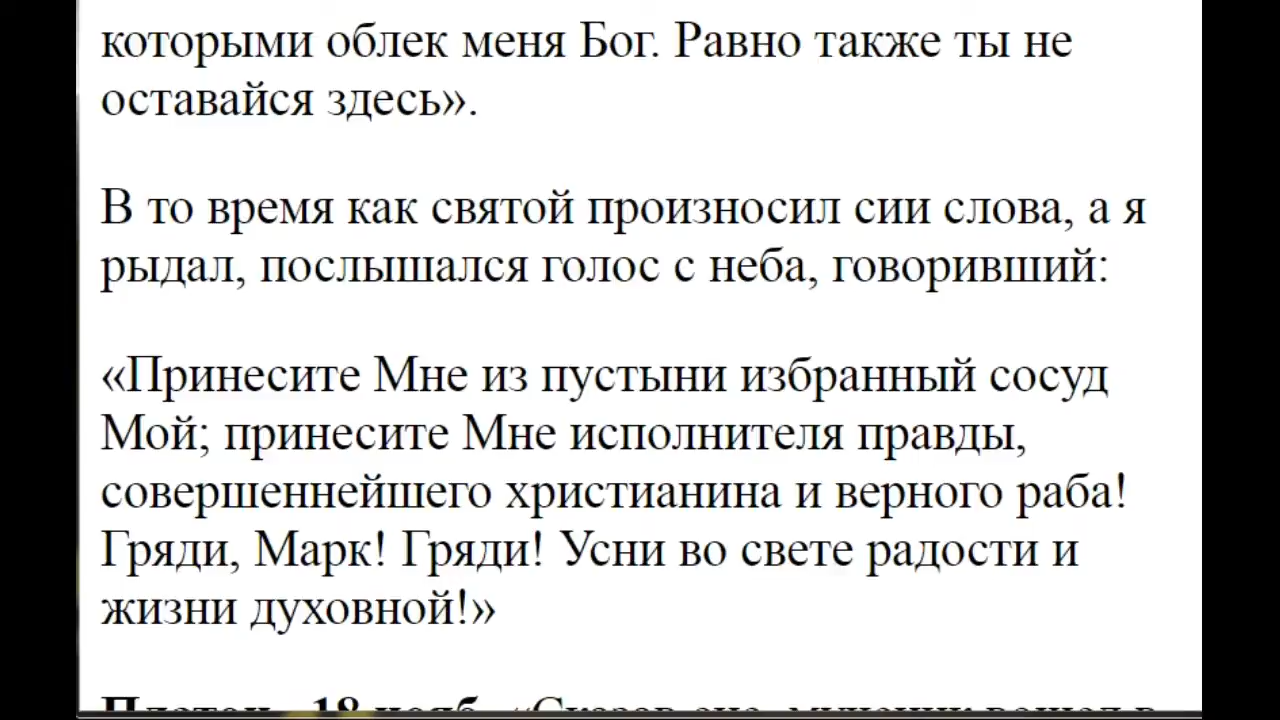 которыми облек меня Бог. Равно также ты не
оставайся здесь».
В то время как святой произносил сии слова, а я
рыдал, послышался голос с неба, говоривший:
«Принесите Мне из пустыни избранный сосуд
Мой; принесите Мне исполнителя правды,
совершеннейшего христианина и верного раба!
Гряди, Марк! Гряди! Усни во свете радости и
жизни духовной!»